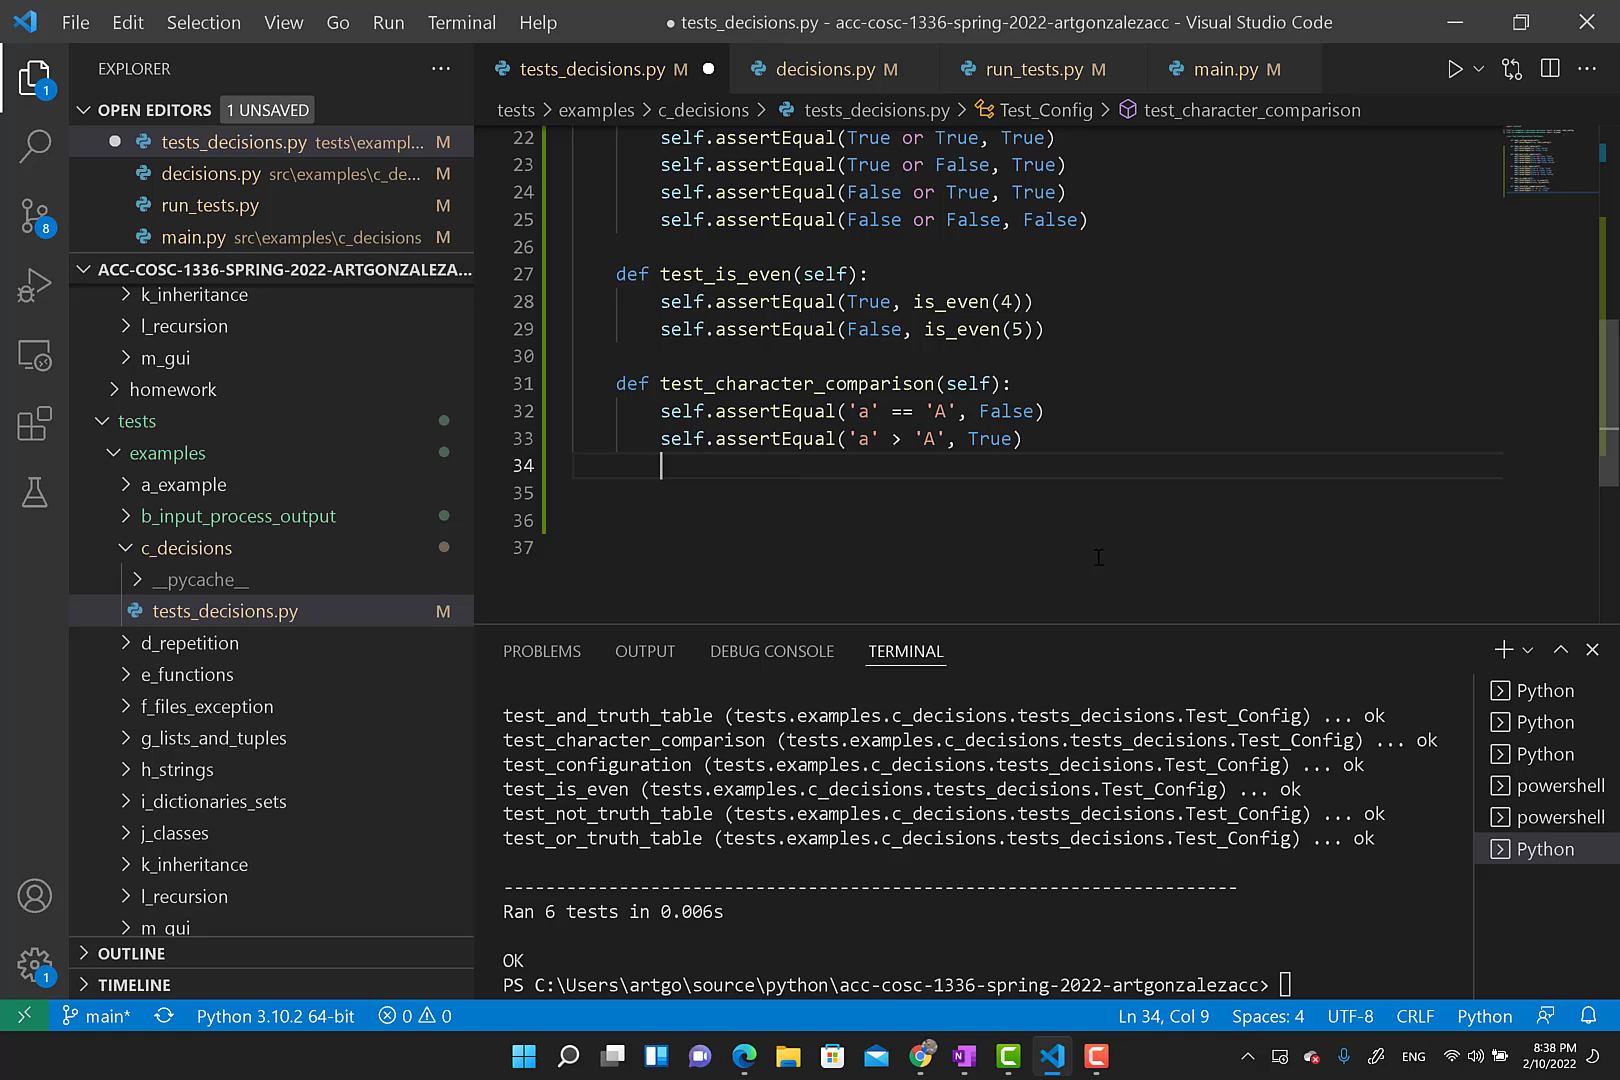 File Edit Selection View Go Run Terminal Help
● tests_decisions.py - acc-cosc-1336-spring-2022-artgonzalezacc - Visual Studio Code
EXPLORER ...
OPEN EDITORS 1 UNSAVED
tests_decisions.py tests\exampl... M
decisions.py src\examples\c_de... M
run_tests.py M
main.py src\examples\c_decisions M
ACC-COSC-1336-SPRING-2022-ARTGONZALEZA...
k_inheritance
l_recursion
m_gui
homework
tests
examples
a_example
b_input_process_output
c_decisions
__pycache__
tests_decisions.py M
d_repetition
e_functions
f_files_exception
g_lists_and_tuples
h_strings
i_dictionaries_sets
j_classes
k_inheritance
l_recursion
m_gui
OUTLINE
TIMELINE
1
8
1
tests_decisions.py M
decisions.py M
run_tests.py M
main.py M
tests > examples > c_decisions > tests_decisions.py > Test_Config > test_character_comparison
22 self.assertEqual(True or True, True)
23 self.assertEqual(True or False, True)
24 self.assertEqual(False or True, True)
25 self.assertEqual(False or False, False)
26
27 def test_is_even(self):
28 self.assertEqual(True, is_even(4))
29 self.assertEqual(False, is_even(5))
30
31 def test_character_comparison(self):
32 self.assertEqual('a' == 'A', False)
33 self.assertEqual('a' > 'A', True)
34
35
36
37
PROBLEMS OUTPUT DEBUG CONSOLE TERMINAL
test_and_truth_table (tests.examples.c_decisions.tests_decisions.Test_Config) ... ok
test_character_comparison (tests.examples.c_decisions.tests_decisions.Test_Config) ... ok
test_configuration (tests.examples.c_decisions.tests_decisions.Test_Config) ... ok
test_is_even (tests.examples.c_decisions.tests_decisions.Test_Config) ... ok
test_not_truth_table (tests.examples.c_decisions.tests_decisions.Test_Config) ... ok
test_or_truth_table (tests.examples.c_decisions.tests_decisions.Test_Config) ... ok
----------------------------------------------------------------------
Ran 6 tests in 0.006s
OK
PS C:\Users\artgo\source\python\acc-cosc-1336-spring-2022-artgonzalezacc>
Python
Python
Python
powershell
powershell
Python
main* Python 3.10.2 64-bit 0 0 Ln 34, Col 9 Spaces: 4 UTF-8 CRLF Python
ENG
8:38 PM
2/10/2022